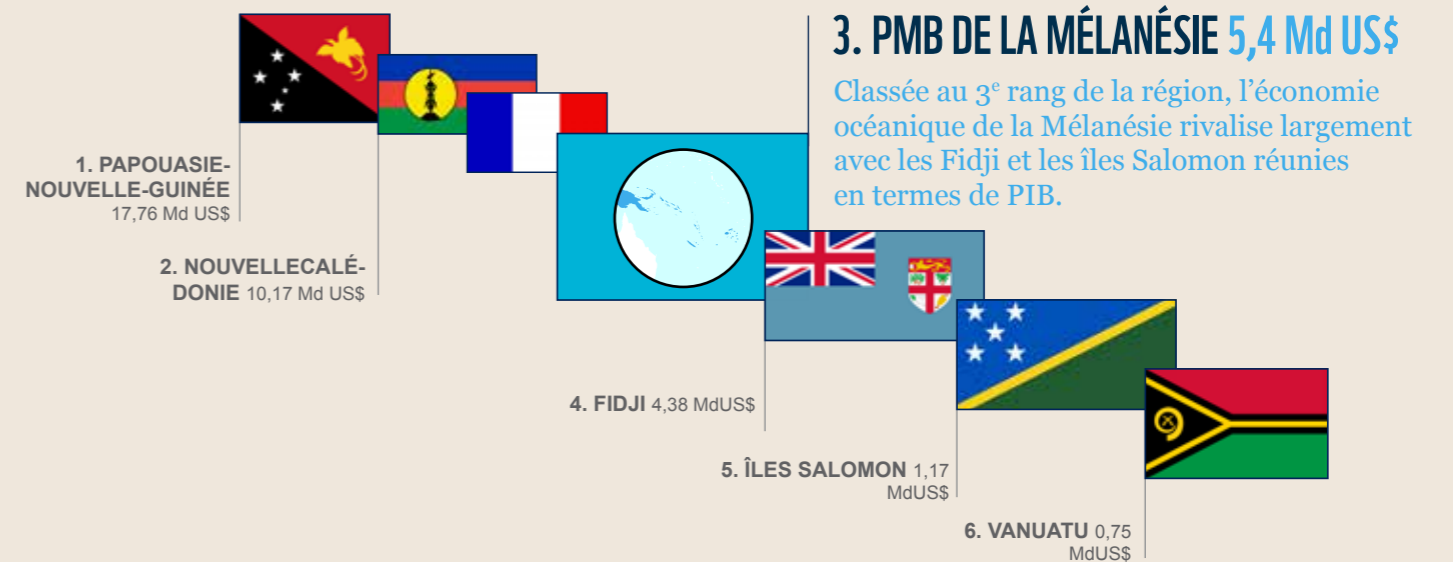 3. PMB DE LA MÉLANÉSIE 5,4 Md US$
Classée au 3e rang de la région, l’économie
océanique de la Mélanésie rivalise largement
avec les Fidji et les îles Salomon réunies
en termes de PIB.
1. PAPOUASIE-
NOUVELLE-GUINÉE
17,76 Md US$
2. NOUVELLECALÉ-
DONIE 10,17 Md US$
4. FIDJI 4,38 MdUS$
5. ÎLES SALOMON 1,17
MdUS$
6. VANUATU 0,75
MdUS$